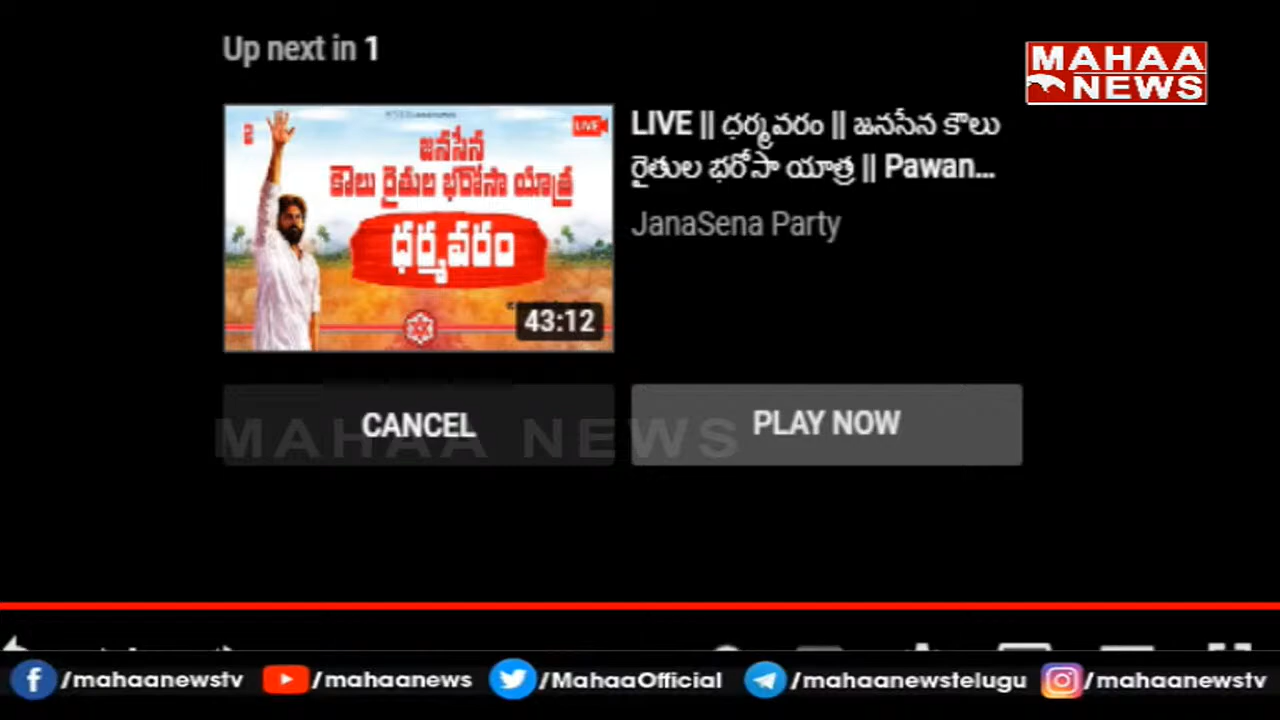 Up next in 1
MAHAA
NEWS
LIVE
జనసేన
కౌలు రైతుల భరోసా యాత్ర
ధర్మవరం
43:12
LIVE || ధర్మవరం || జనసేన కౌలు
రైతుల భరోసా యాత్ర || Pawan...
JanaSena Party
CANCEL
PLAY NOW
MAHAA NEWS
/mahaanewstv
/mahaanews
/MahaaOfficial
/mahaanewstelugu
/mahaanewstv